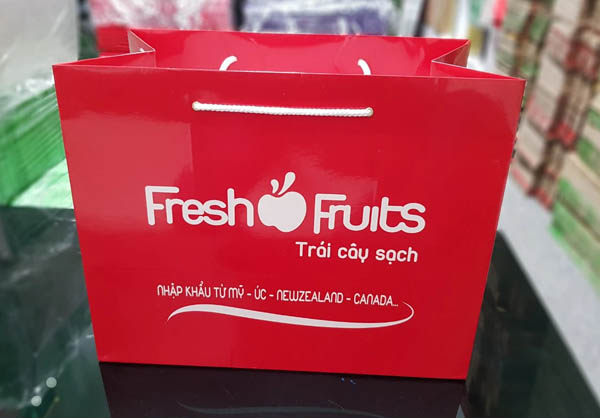 Fresh Fruits
Trái cây sạch
NHẬP KHẨU TỪ MỸ - ÚC - NEWZEALAND - CANADA...